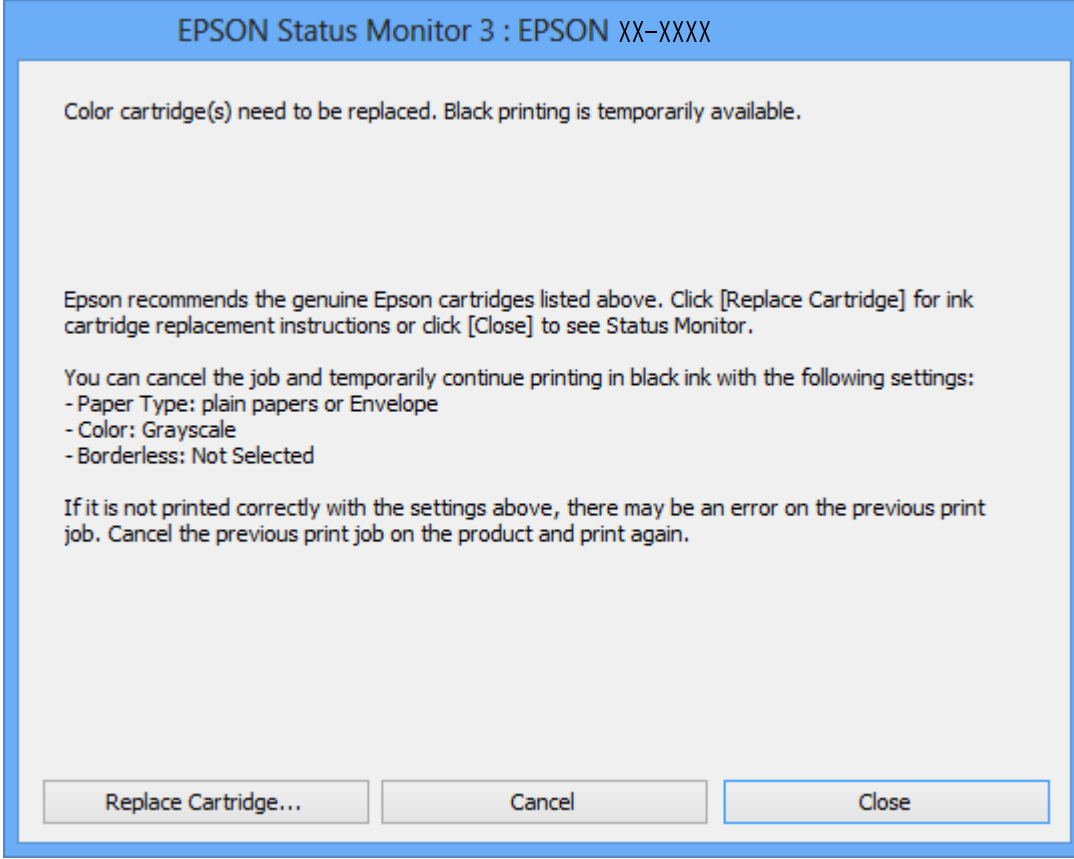 EPSON Status Monitor 3 : EPSON XX-XXXX
Color cartridge(s) need to be replaced. Black printing is temporarily available.
Epson recommends the genuine Epson cartridges listed above. Click [Replace Cartridge] for ink
cartridge replacement instructions or click [Close] to see Status Monitor.
You can cancel the job and temporarily continue printing in black ink with the following settings:
- Paper Type: plain papers or Envelope
- Color: Grayscale
- Borderless: Not Selected
If it is not printed correctly with the settings above, there may be an error on the previous print
job. Cancel the previous print job on the product and print again.
Replace Cartridge...
Cancel
Close